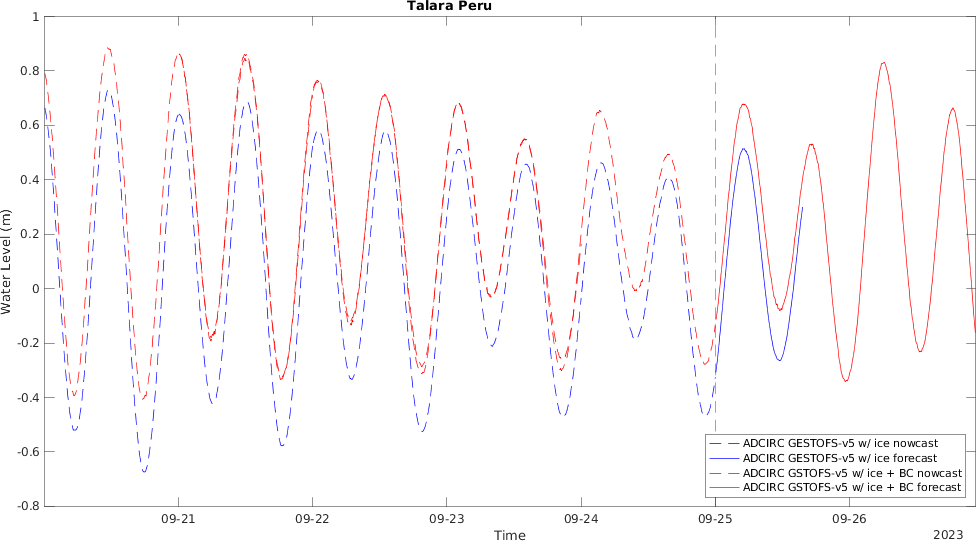 Talara Peru
Water Level (m)
1
0.8
0.6
0.4
0.2
0
-0.2
-0.4
-0.6
-0.8
09-21
09-22
09-23
09-24
09-25
09-26
Time
2023
ADCIRC GESTOFS-v5 w/ ice nowcast
ADCIRC GESTOFS-v5 w/ ice forecast
ADCIRC GSTOFS-v5 w/ ice + BC nowcast
ADCIRC GSTOFS-v5 w/ ice + BC forecast